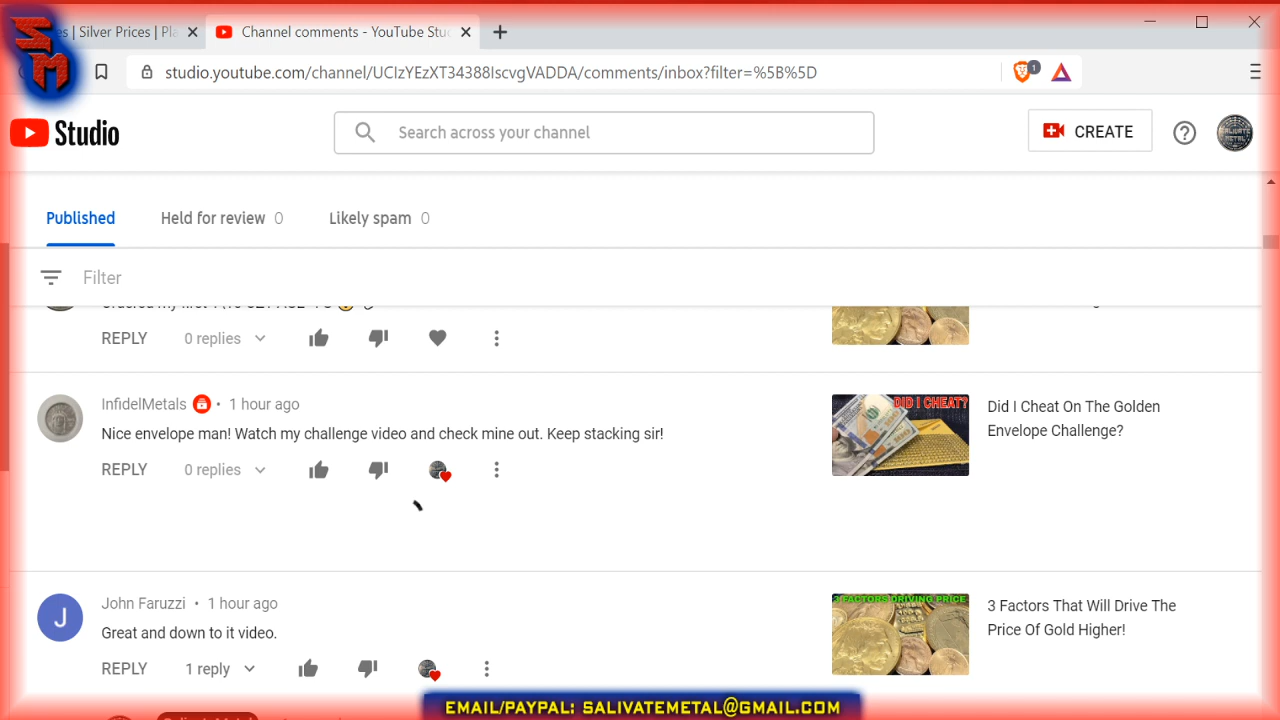 SM
es | Silver Prices | Pla
Channel comments - YouTube Stu
studio.youtube.com/channel/UCIzYEzXT34388IscvgVADDA/comments/inbox?filter=%5B%5D
1
Studio
Search across your channel
CREATE
Published
Held for review 0
Likely spam 0
Filter
REPLY 0 replies
InfidelMetals • 1 hour ago
Nice envelope man! Watch my challenge video and check mine out. Keep stacking sir!
REPLY 0 replies
DID I CHEAT?
Did I Cheat On The Golden
Envelope Challenge?
J
John Faruzzi • 1 hour ago
Great and down to it video.
REPLY 1 reply
3 FACTORS DRIVING PRICE
3 Factors That Will Drive The
Price Of Gold Higher!
EMAIL/PAYPAL: SALIVATEMETAL@GMAIL.COM